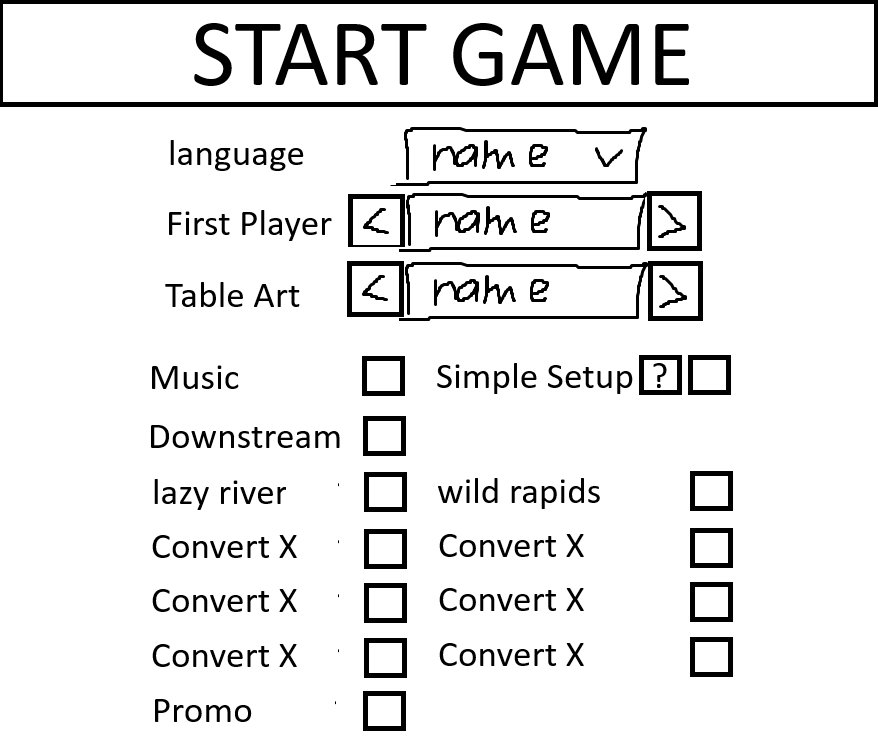 START GAME
language name v
First Player < name >
Table Art < name >
Music Simple Setup ?
Downstream
lazy river wild rapids
Convert X Convert X
Convert X Convert X
Convert X Convert X
Promo